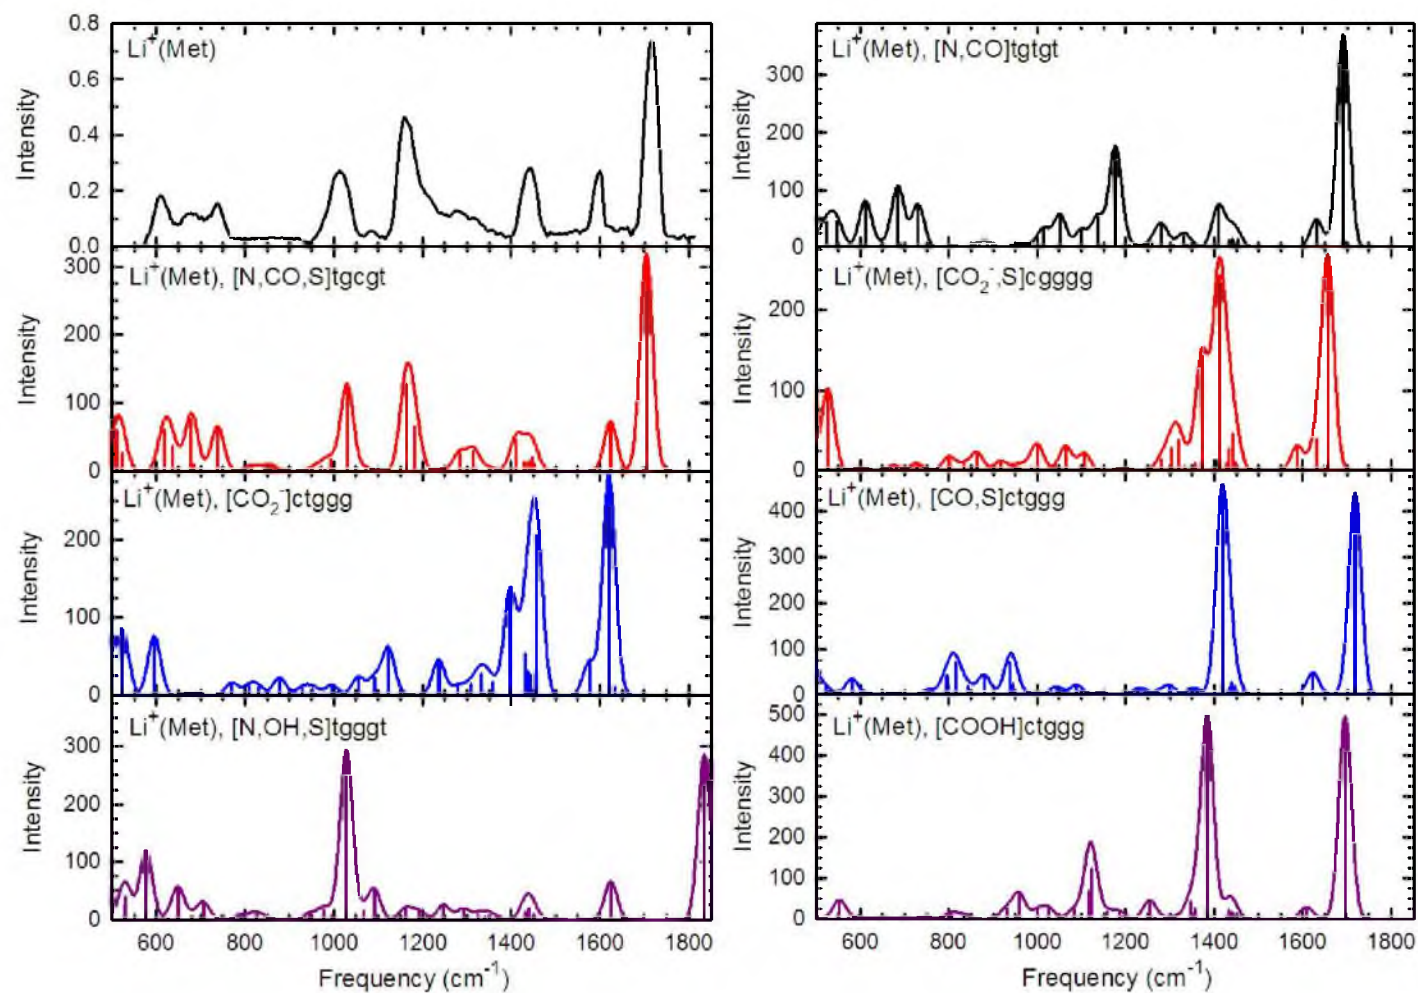 0.8
0.6
0.4
0.2
0.0
Intensity
Li⁺(Met)
300
200
100
0
Intensity
Li⁺(Met), [N,CO,S]tgcgt
200
100
0
Intensity
Li⁺(Met), [CO₂⁻]ctggg
300
200
100
0
Intensity
Li⁺(Met), [N,OH,S]tgggt
600 800 1000 1200 1400 1600 1800
Frequency (cm⁻¹)
300
200
100
0
Intensity
Li⁺(Met), [N,CO]tgtgt
200
100
0
Intensity
Li⁺(Met), [CO₂⁻,S]cgggg
400
300
200
100
0
Intensity
Li⁺(Met), [CO,S]ctggg
500
400
300
200
100
0
Intensity
Li⁺(Met), [COOH]ctggg
600 800 1000 1200 1400 1600 1800
Frequency (cm⁻¹)